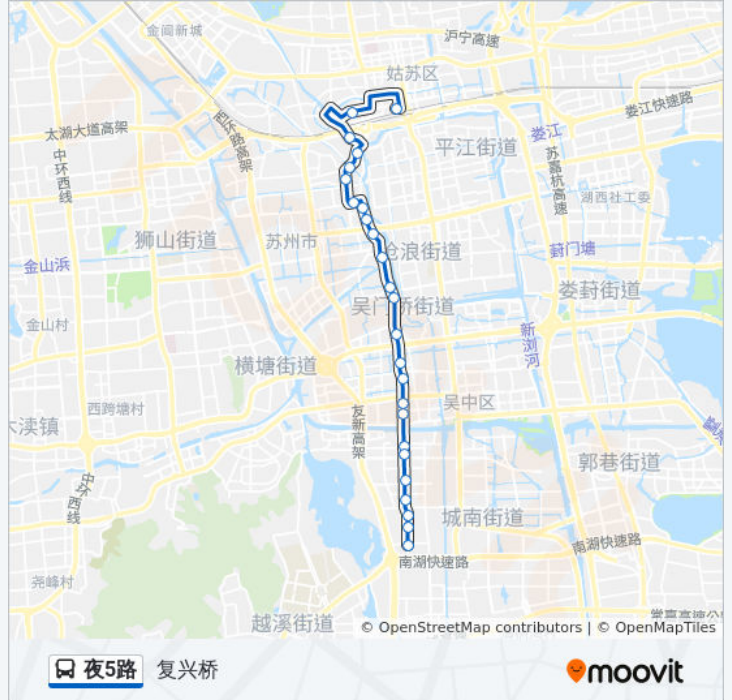 金阊新城
沪宁高速
姑苏区
太湖大道高架
西环路高架
娄江快速路
娄江
平江街道
中环西线
苏嘉杭高速
湖西社工委
狮山街道
苏州市
沧浪街道
葑门塘
金山浜
娄葑街道
吴门桥街道
金山村
新浏河
横塘街道
西跨塘村
吴中区
木渎镇
友新高架
郭巷街道
中环西线
城南街道
南湖快速路
南湖快速路
尧峰村
越溪街道
常嘉高速公
© OpenStreetMap contributors | © OpenMapTiles
夜5路 复兴桥
moovit